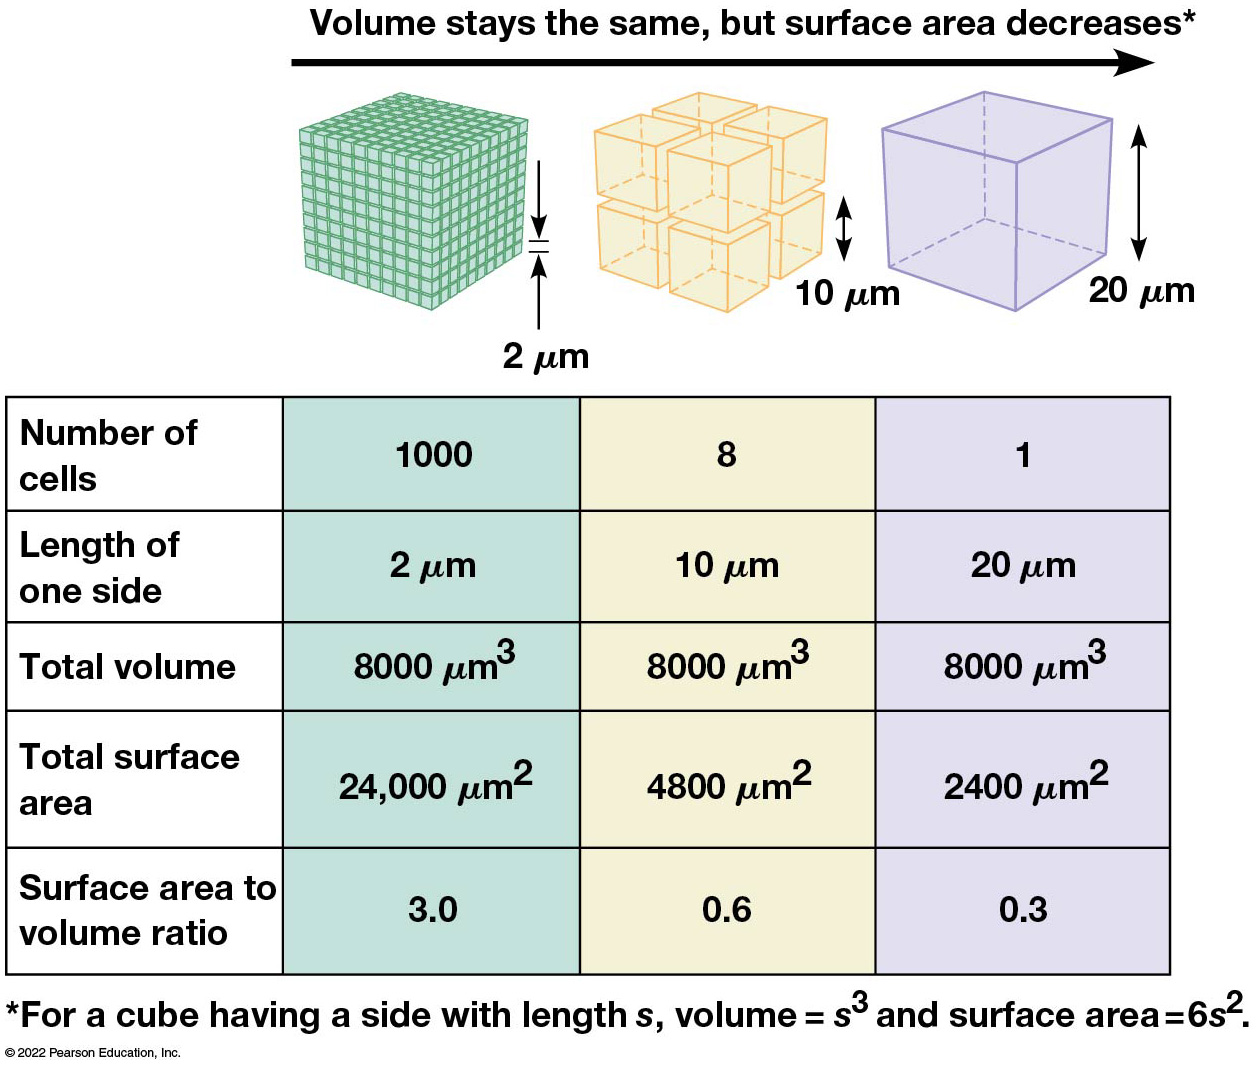 Volume stays the same, but surface area decreases*
2 μm
10 μm
20 μm
Number of
cells
1000
8
1
Length of
one side
2 μm
10 μm
20 μm
Total volume
8000 μm³
8000 μm³
8000 μm³
Total surface
area
24,000 μm²
4800 μm²
2400 μm²
Surface area to
volume ratio
3.0
0.6
0.3
*For a cube having a side with length s, volume = s³ and surface area = 6s².
© 2022 Pearson Education, Inc.